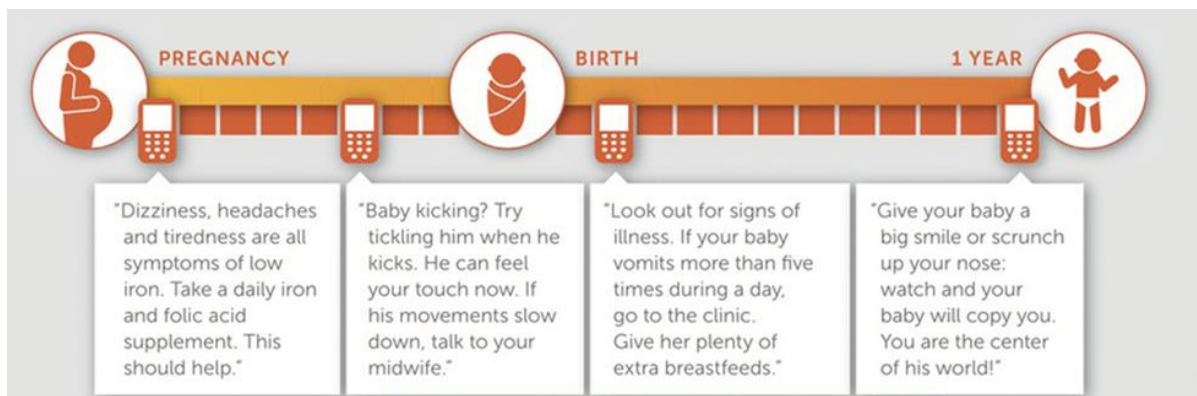 PREGNANCY
BIRTH
1 YEAR
"Dizziness, headaches
and tiredness are all
symptoms of low
iron. Take a daily iron
and folic acid
supplement. This
should help."
"Baby kicking? Try
tickling him when he
kicks. He can feel
your touch now. If
his movements slow
down, talk to your
midwife."
"Look out for signs of
illness. If your baby
vomits more than five
times during a day,
go to the clinic.
Give her plenty of
extra breastfeeds."
"Give your baby a
big smile or scrunch
up your nose:
watch and your
baby will copy you.
You are the center
of his world!"